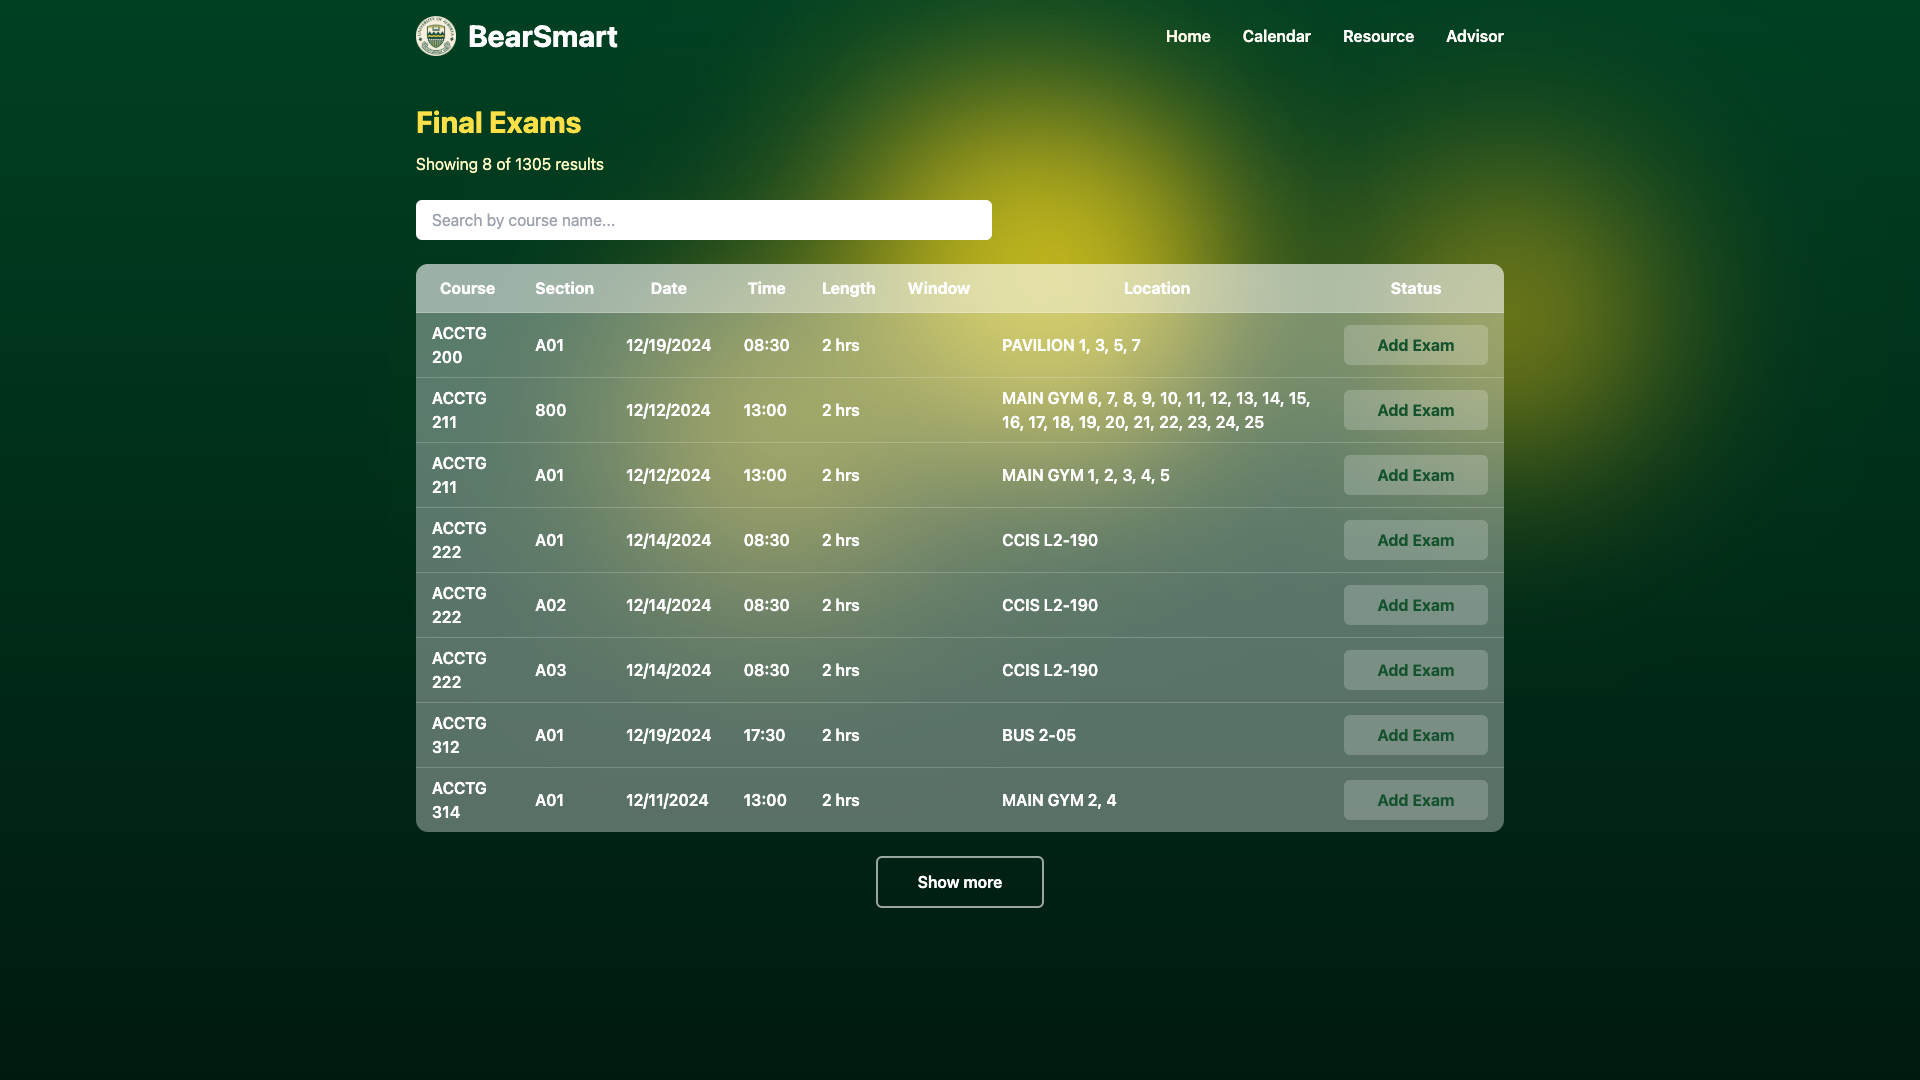 BearSmart
Home Calendar Resource Advisor
Final Exams
Showing 8 of 1305 results
Search by course name...
Course Section Date Time Length Window Location Status
ACCTG 200 A01 12/19/2024 08:30 2 hrs PAVILION 1, 3, 5, 7 Add Exam
ACCTG 211 800 12/12/2024 13:00 2 hrs MAIN GYM 6, 7, 8, 9, 10, 11, 12, 13, 14, 15, 16, 17, 18, 19, 20, 21, 22, 23, 24, 25 Add Exam
ACCTG 211 A01 12/12/2024 13:00 2 hrs MAIN GYM 1, 2, 3, 4, 5 Add Exam
ACCTG 222 A01 12/14/2024 08:30 2 hrs CCIS L2-190 Add Exam
ACCTG 222 A02 12/14/2024 08:30 2 hrs CCIS L2-190 Add Exam
ACCTG 222 A03 12/14/2024 08:30 2 hrs CCIS L2-190 Add Exam
ACCTG 312 A01 12/19/2024 17:30 2 hrs BUS 2-05 Add Exam
ACCTG 314 A01 12/11/2024 13:00 2 hrs MAIN GYM 2, 4 Add Exam
Show more